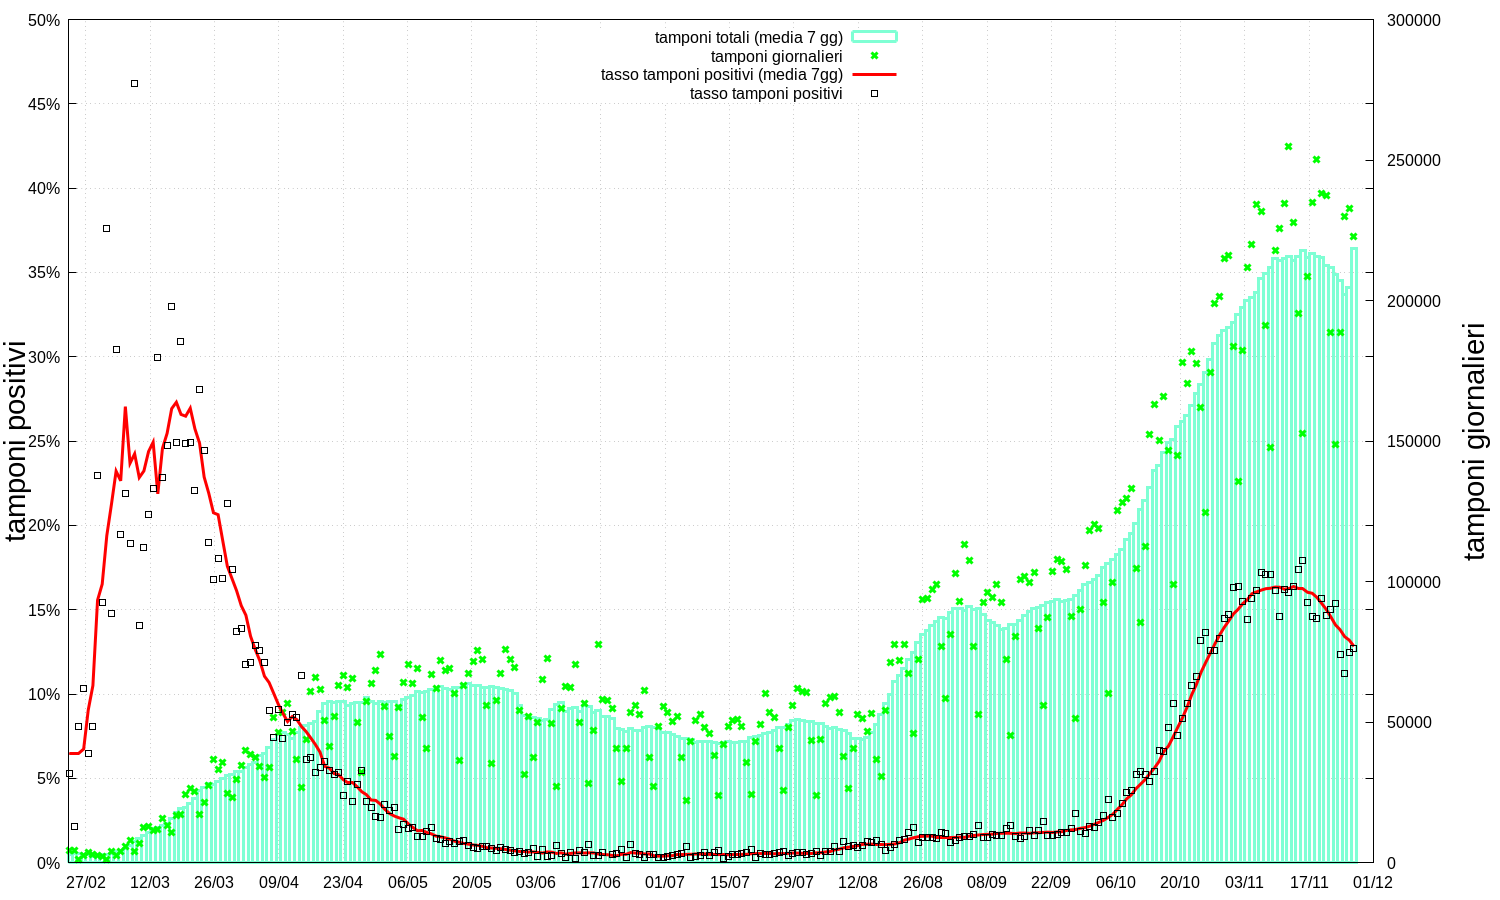 50%
300000
tamponi totali (media 7 gg)
tamponi giornalieri
tasso tamponi positivi (media 7gg)
tasso tamponi positivi
45%
250000
40%
35%
200000
30%
tamponi positivi
tamponi giornalieri
25%
150000
20%
15%
100000
10%
50000
5%
0%
0
27/02 12/03 26/03 09/04 23/04 06/05 20/05 03/06 17/06 01/07 15/07 29/07 12/08 26/08 08/09 22/09 06/10 20/10 03/11 17/11 01/12